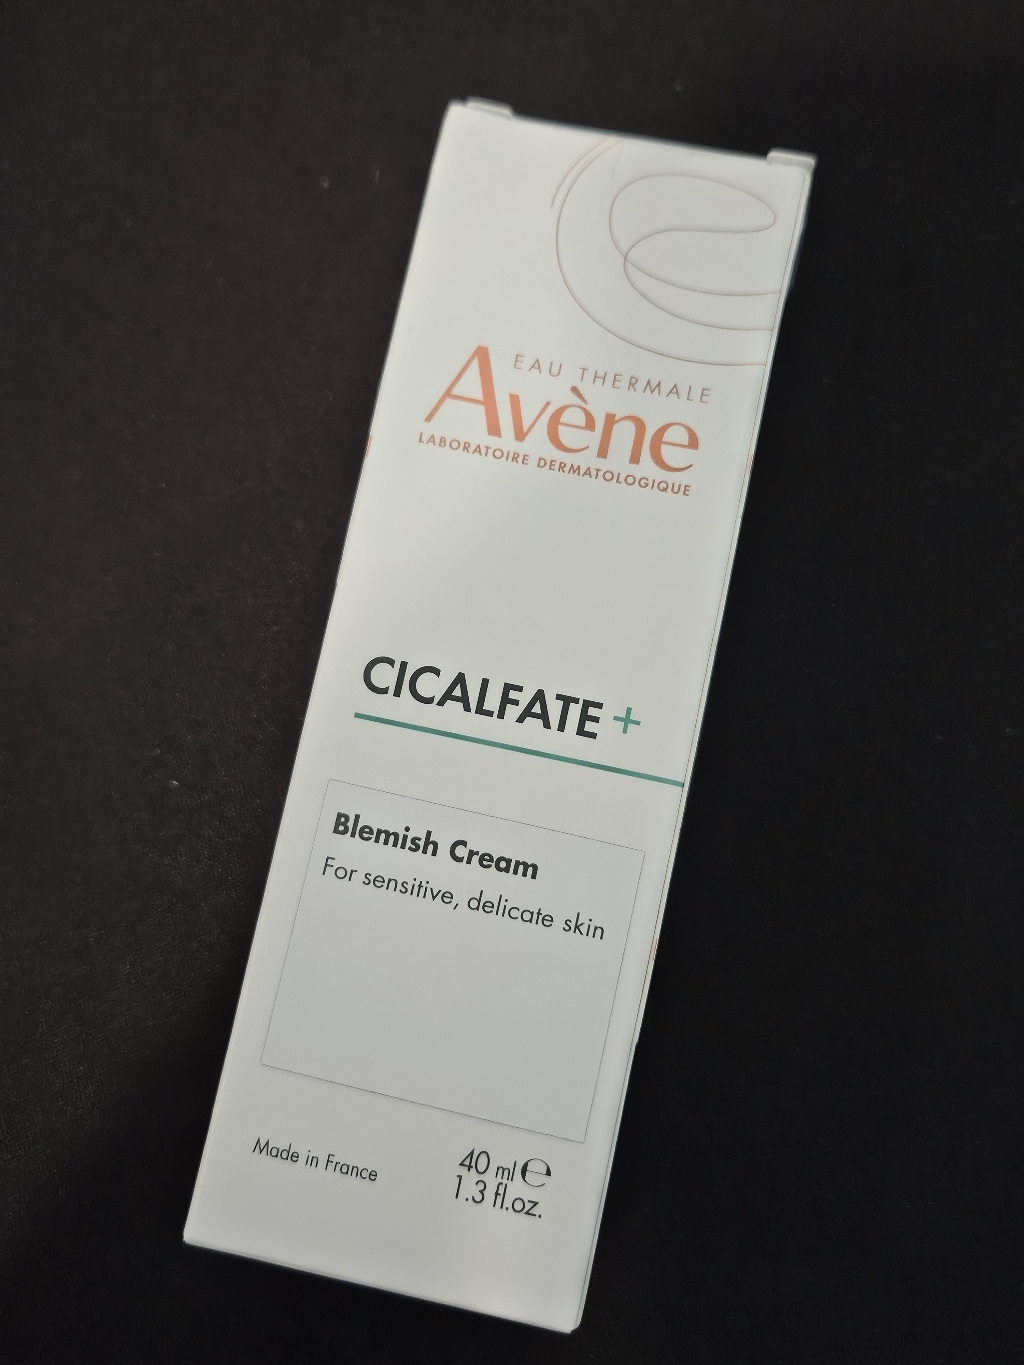 EAU THERMALE
Avène
LABORATOIRE DERMATOLOGIQUE
CICALFATE +
Blemish Cream
For sensitive, delicate skin
Made in France
40 ml ℮
1.3 fl.oz.